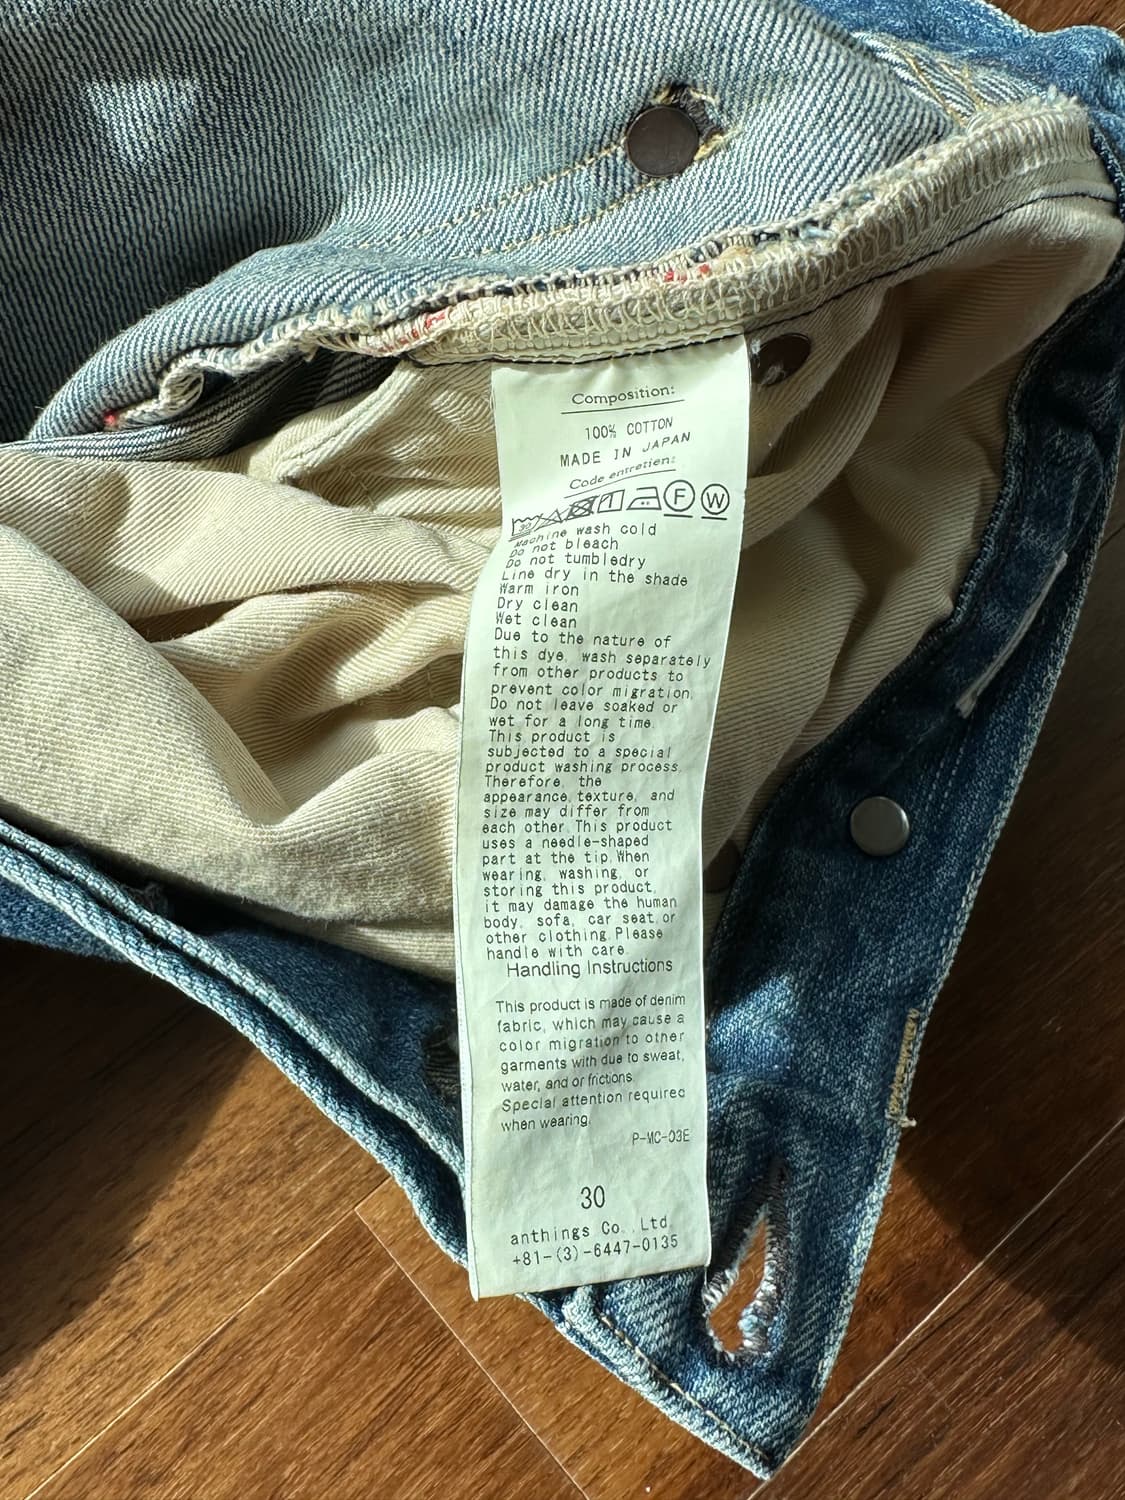 Composition:
100% COTTON
MADE IN JAPAN
Code entretien:
30 F W
Machine wash cold
Do not bleach
Do not tumbledry
Line dry in the shade
Warm iron
Dry clean
Wet clean
Due to the nature of
this dye, wash separately
from other products to
prevent color migration.
Do not leave soaked or
wet for a long time.
This product is
subjected to a special
product washing process.
Therefore, the
appearance, texture, and
size may differ from
each other. This product
uses a needle-shaped
part at the tip. When
wearing, washing, or
storing this product,
it may damage the human
body, sofa, car seat, or
other clothing. Please
handle with care.
Handling Instructions
This product is made of denim
fabric, which may cause a
color migration to other
garments with due to sweat,
water, and or frictions.
Special attention required
when wearing.
P-MC-03E
30
anthings Co., Ltd.
+81-(3)-6447-0135